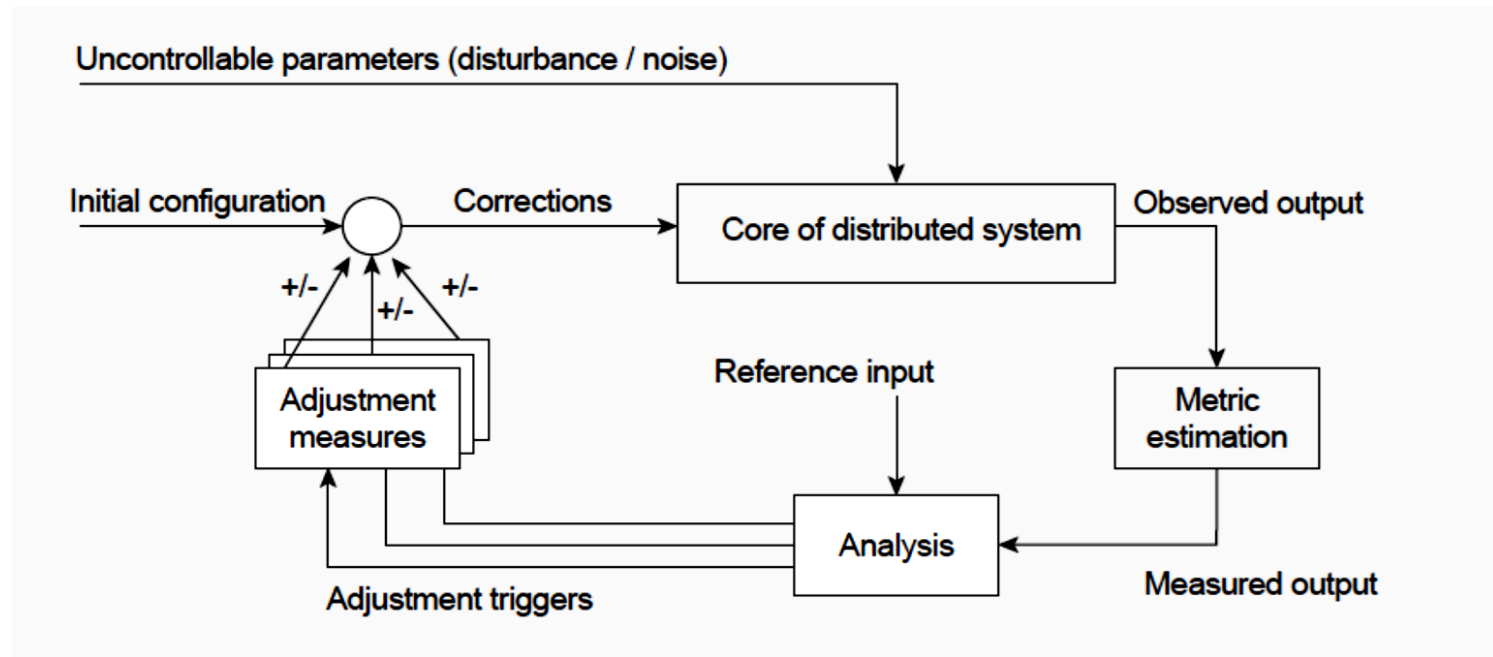 Uncontrollable parameters (disturbance / noise)
Initial configuration
Corrections
Core of distributed system
Observed output
+/-
+/-
+/-
Reference input
Adjustment
measures
Metric
estimation
Analysis
Adjustment triggers
Measured output